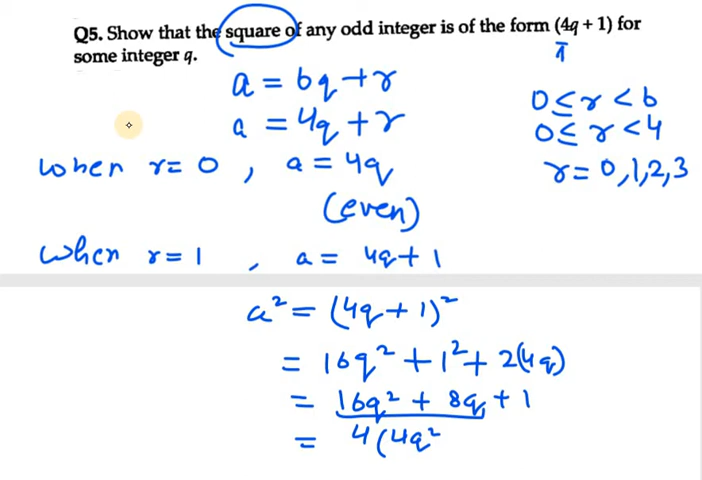 Q5. Show that the square of any odd integer is of the form (4q + 1) for
some integer q.
a = bq + r
0 ≤ r < b
a = 4q + r
0 ≤ r < 4
when r = 0 , a = 4q
r = 0,1,2,3
(even)
when r = 1 , a = 4q + 1
a² = (4q + 1)²
= 16q² + 1² + 2(4q)
= 16q² + 8q + 1
= 4(4q²